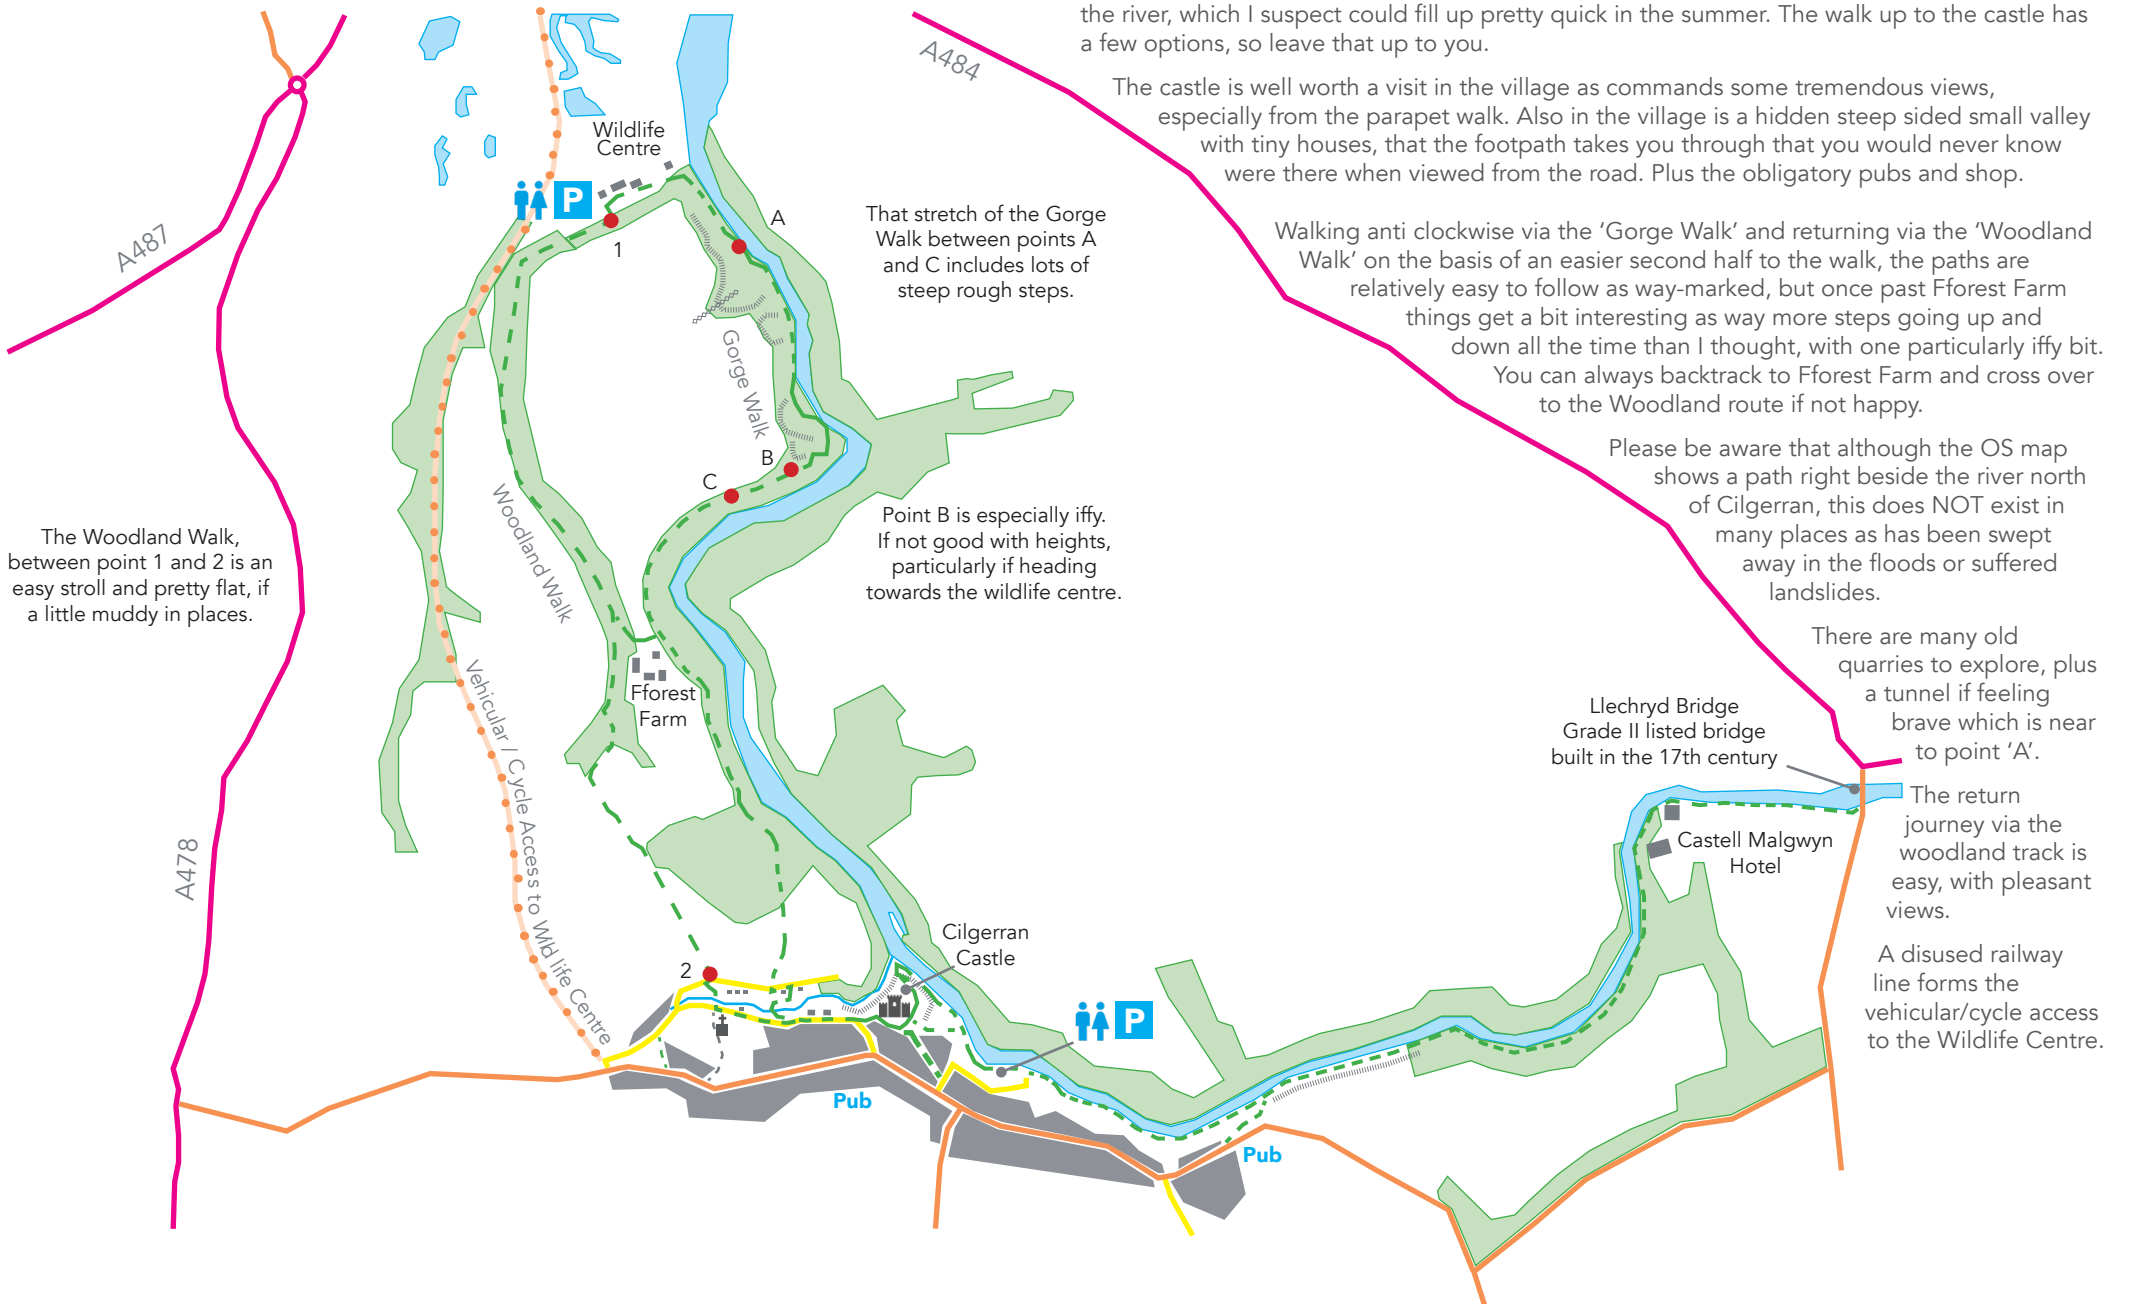 the river, which I suspect could fill up pretty quick in the summer. The walk up to the castle has
a few options, so leave that up to you.
The castle is well worth a visit in the village as commands some tremendous views,
especially from the parapet walk. Also in the village is a hidden steep sided small valley
with tiny houses, that the footpath takes you through that you would never know
were there when viewed from the road. Plus the obligatory pubs and shop.
Walking anti clockwise via the ‘Gorge Walk’ and returning via the ‘Woodland
Walk’ on the basis of an easier second half to the walk, the paths are
relatively easy to follow as way-marked, but once past Fforest Farm
things get a bit interesting as way more steps going up and
down all the time than I thought, with one particularly iffy bit.
You can always backtrack to Fforest Farm and cross over
to the Woodland route if not happy.
Please be aware that although the OS map
shows a path right beside the river north
of Cilgerran, this does NOT exist in
many places as has been swept
away in the floods or suffered
landslides.
There are many old
quarries to explore, plus
a tunnel if feeling
brave which is near
to point ‘A’.
The return
journey via the
woodland track is
easy, with pleasant
views.
A disused railway
line forms the
vehicular/cycle access
to the Wildlife Centre.
A484
A487
A478
Wildlife
Centre
P
1
A
That stretch of the Gorge
Walk between points A
and C includes lots of
steep rough steps.
Gorge Walk
B
C
Point B is especially iffy.
If not good with heights,
particularly if heading
towards the wildlife centre.
Woodland Walk
The Woodland Walk,
between point 1 and 2 is an
easy stroll and pretty flat, if
a little muddy in places.
Vehicular / Cycle Access to Wild life Centre
Fforest
Farm
Llechryd Bridge
Grade II listed bridge
built in the 17th century
Castell Malgwyn
Hotel
Cilgerran
Castle
2
P
Pub
Pub